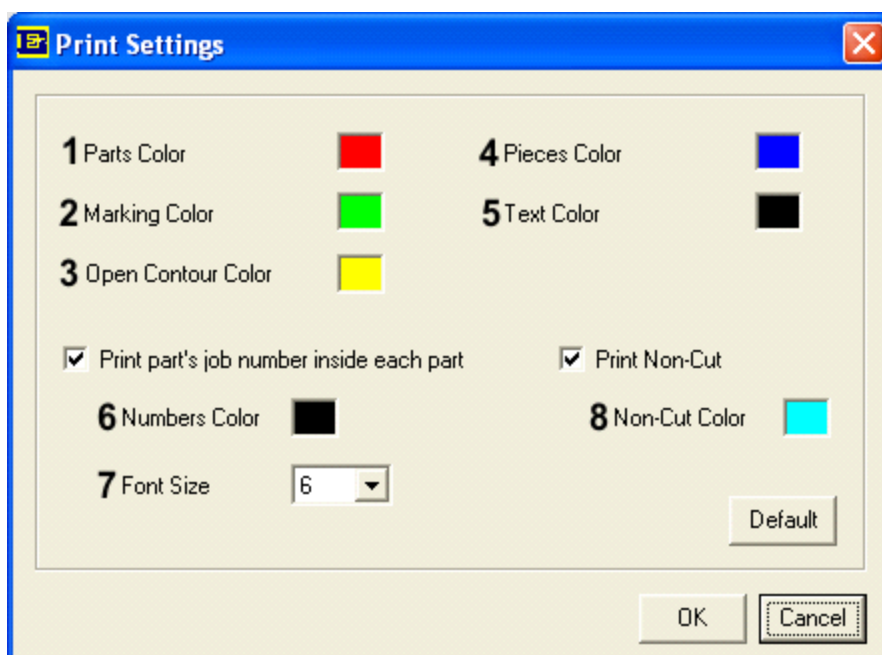 Print Settings
1 Parts Color
4 Pieces Color
2 Marking Color
5 Text Color
3 Open Contour Color
Print part's job number inside each part
Print Non-Cut
6 Numbers Color
8 Non-Cut Color
7 Font Size
6
Default
OK
Cancel